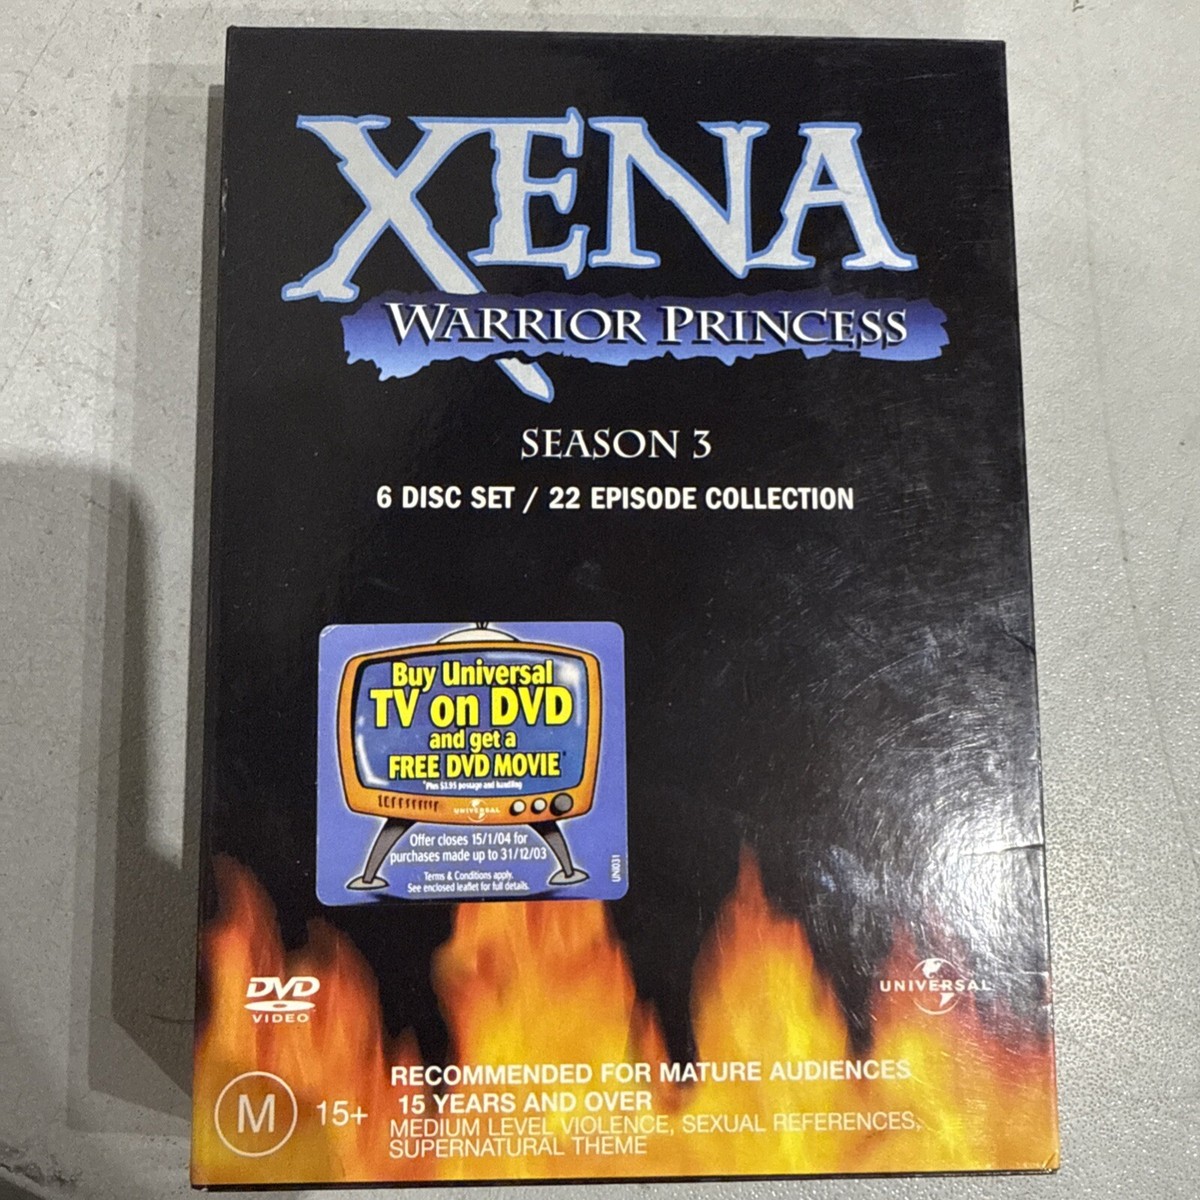 XENA
WARRIOR PRINCESS
SEASON 3
6 DISC SET / 22 EPISODE COLLECTION
Buy Universal
TV on DVD
and get a
FREE DVD MOVIE*
*Plus $3.95 postage and handling
UNIVERSAL
Offer closes 15/1/04 for
purchases made up to 31/12/03
Terms & Conditions apply.
See enclosed leaflet for full details.
UNI031
DVD
VIDEO
UNIVERSAL
M 15+
RECOMMENDED FOR MATURE AUDIENCES
15 YEARS AND OVER
MEDIUM LEVEL VIOLENCE, SEXUAL REFERENCES,
SUPERNATURAL THEME